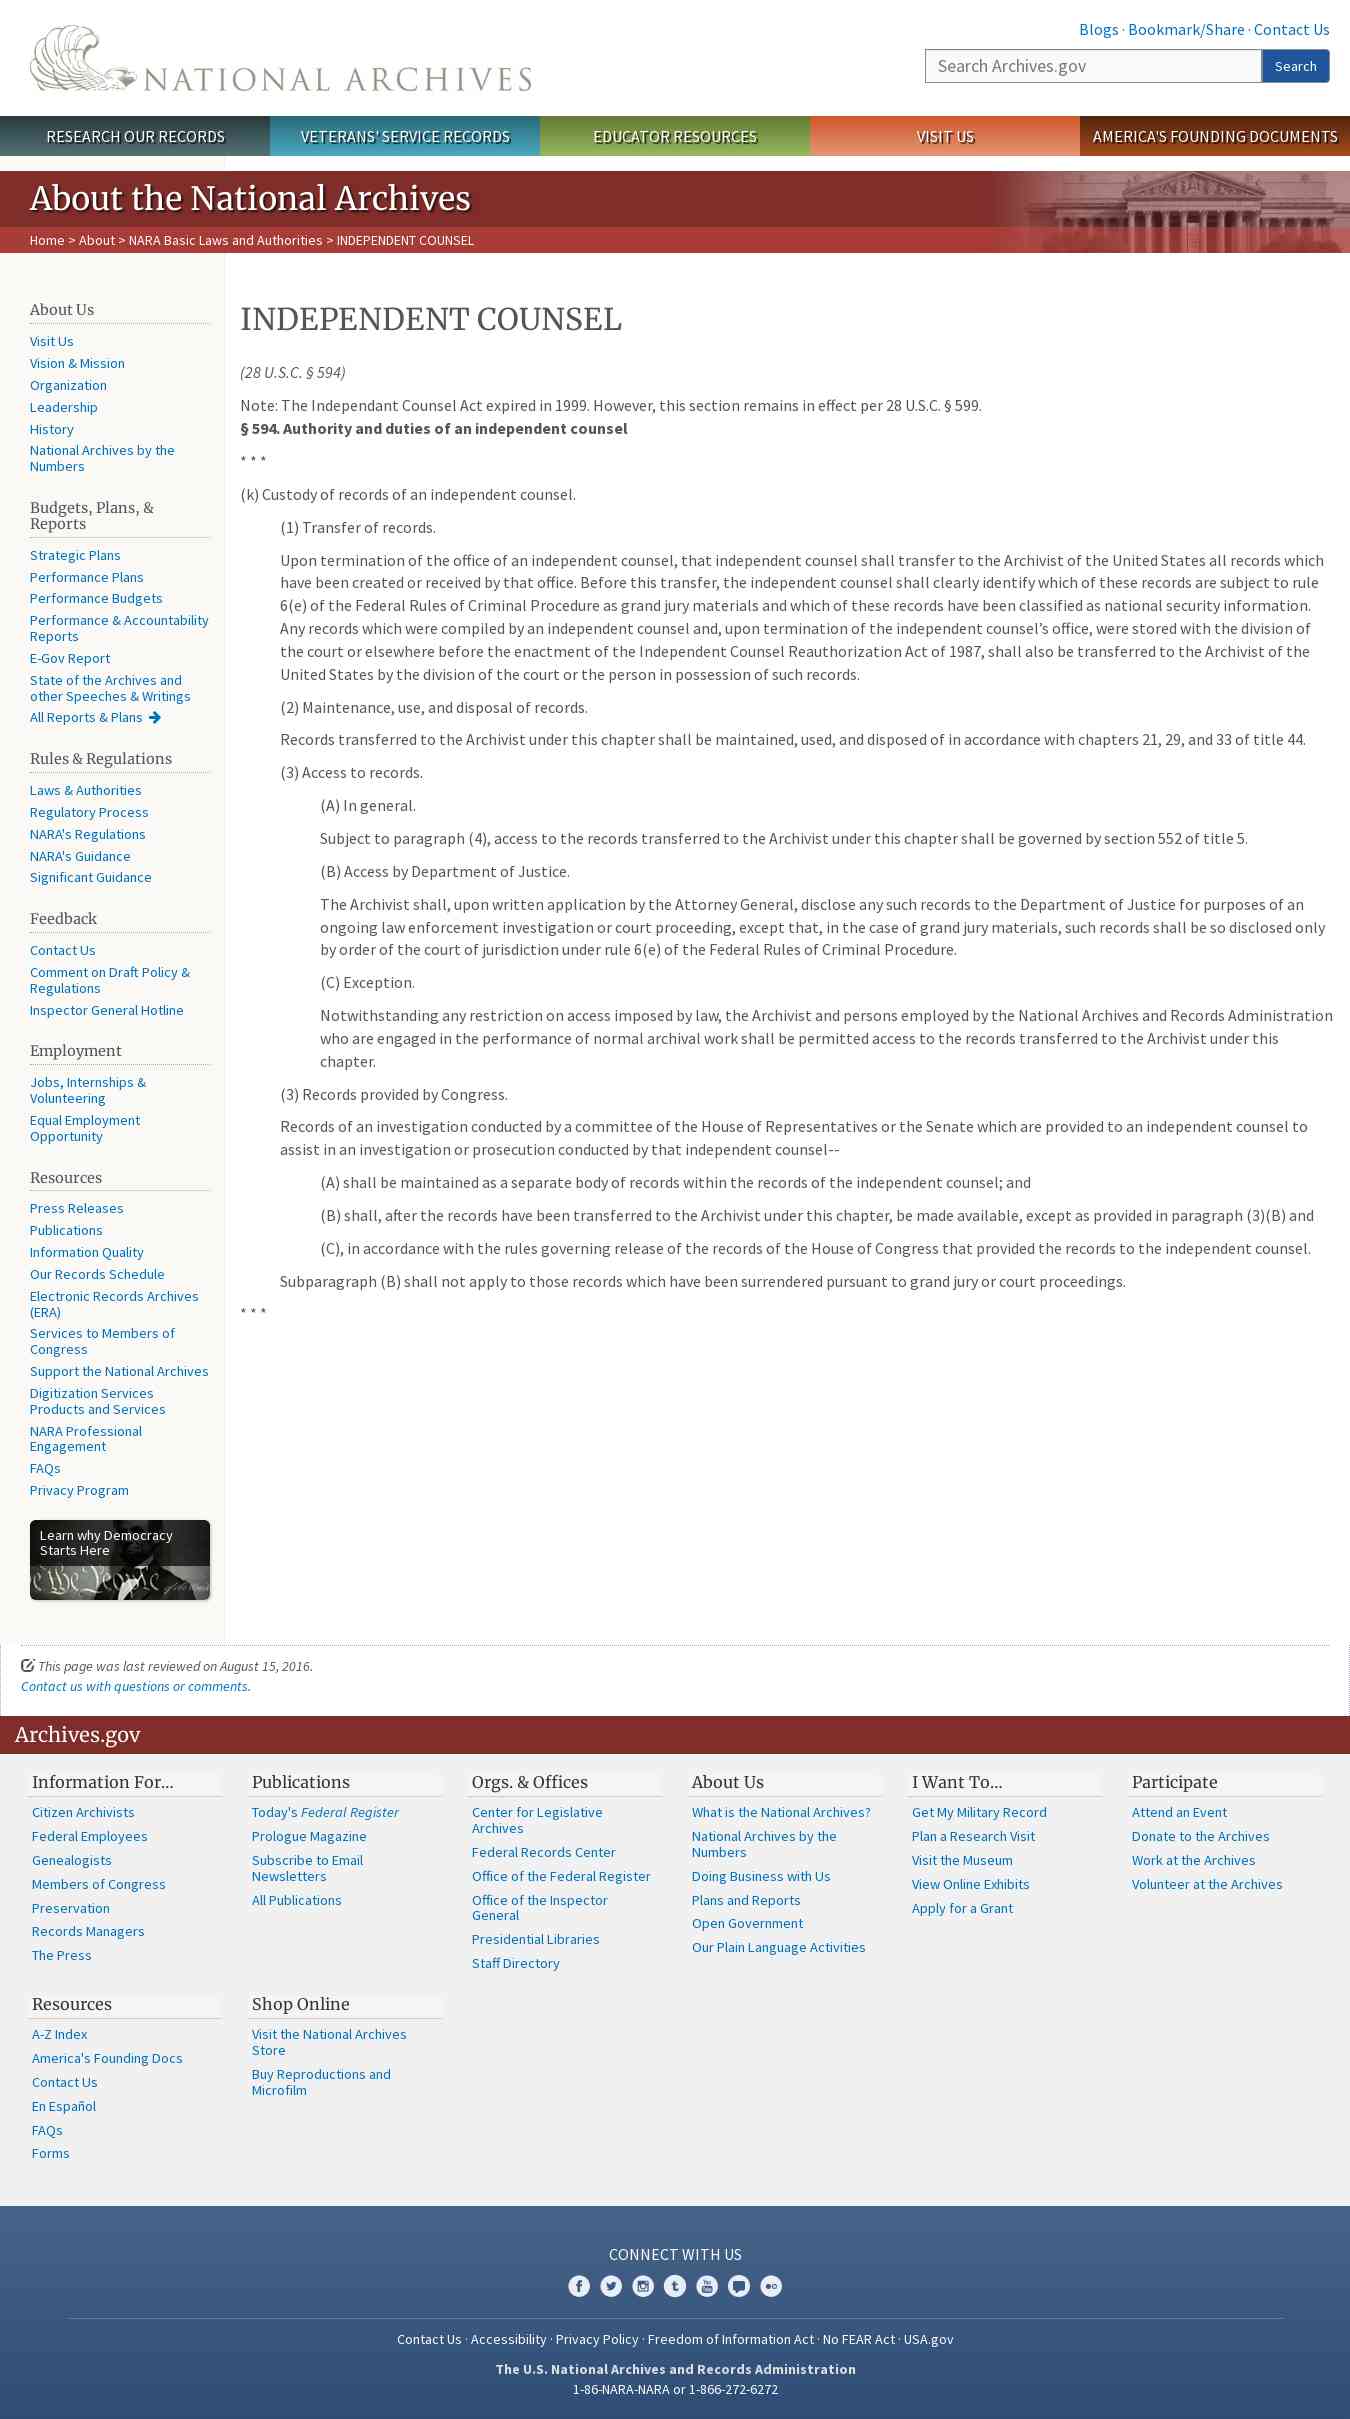 NATIONAL ARCHIVES
Blogs · Bookmark/Share · Contact Us
Search Archives.gov
Search
RESEARCH OUR RECORDS
VETERANS' SERVICE RECORDS
EDUCATOR RESOURCES
VISIT US
AMERICA'S FOUNDING DOCUMENTS
About the National Archives
Home > About > NARA Basic Laws and Authorities > INDEPENDENT COUNSEL
About Us
Visit Us
Vision & Mission
Organization
Leadership
History
National Archives by the
Numbers
Budgets, Plans, &
Reports
Strategic Plans
Performance Plans
Performance Budgets
Performance & Accountability
Reports
E-Gov Report
State of the Archives and
other Speeches & Writings
All Reports & Plans
Rules & Regulations
Laws & Authorities
Regulatory Process
NARA's Regulations
NARA's Guidance
Significant Guidance
Feedback
Contact Us
Comment on Draft Policy &
Regulations
Inspector General Hotline
Employment
Jobs, Internships &
Volunteering
Equal Employment
Opportunity
Resources
Press Releases
Publications
Information Quality
Our Records Schedule
Electronic Records Archives
(ERA)
Services to Members of
Congress
Support the National Archives
Digitization Services
Products and Services
NARA Professional
Engagement
FAQs
Privacy Program
Learn why Democracy
Starts Here
We the People
INDEPENDENT COUNSEL
(28 U.S.C. § 594)
Note: The Independant Counsel Act expired in 1999. However, this section remains in effect per 28 U.S.C. § 599.
§ 594. Authority and duties of an independent counsel
* * *
(k) Custody of records of an independent counsel.
(1) Transfer of records.
Upon termination of the office of an independent counsel, that independent counsel shall transfer to the Archivist of the United States all records which
have been created or received by that office. Before this transfer, the independent counsel shall clearly identify which of these records are subject to rule
6(e) of the Federal Rules of Criminal Procedure as grand jury materials and which of these records have been classified as national security information.
Any records which were compiled by an independent counsel and, upon termination of the independent counsel’s office, were stored with the division of
the court or elsewhere before the enactment of the Independent Counsel Reauthorization Act of 1987, shall also be transferred to the Archivist of the
United States by the division of the court or the person in possession of such records.
(2) Maintenance, use, and disposal of records.
Records transferred to the Archivist under this chapter shall be maintained, used, and disposed of in accordance with chapters 21, 29, and 33 of title 44.
(3) Access to records.
(A) In general.
Subject to paragraph (4), access to the records transferred to the Archivist under this chapter shall be governed by section 552 of title 5.
(B) Access by Department of Justice.
The Archivist shall, upon written application by the Attorney General, disclose any such records to the Department of Justice for purposes of an
ongoing law enforcement investigation or court proceeding, except that, in the case of grand jury materials, such records shall be so disclosed only
by order of the court of jurisdiction under rule 6(e) of the Federal Rules of Criminal Procedure.
(C) Exception.
Notwithstanding any restriction on access imposed by law, the Archivist and persons employed by the National Archives and Records Administration
who are engaged in the performance of normal archival work shall be permitted access to the records transferred to the Archivist under this
chapter.
(3) Records provided by Congress.
Records of an investigation conducted by a committee of the House of Representatives or the Senate which are provided to an independent counsel to
assist in an investigation or prosecution conducted by that independent counsel--
(A) shall be maintained as a separate body of records within the records of the independent counsel; and
(B) shall, after the records have been transferred to the Archivist under this chapter, be made available, except as provided in paragraph (3)(B) and
(C), in accordance with the rules governing release of the records of the House of Congress that provided the records to the independent counsel.
Subparagraph (B) shall not apply to those records which have been surrendered pursuant to grand jury or court proceedings.
* * *
This page was last reviewed on August 15, 2016.
Contact us with questions or comments.
Archives.gov
Information For…
Citizen Archivists
Federal Employees
Genealogists
Members of Congress
Preservation
Records Managers
The Press
Publications
Today's Federal Register
Prologue Magazine
Subscribe to Email
Newsletters
All Publications
Orgs. & Offices
Center for Legislative
Archives
Federal Records Center
Office of the Federal Register
Office of the Inspector
General
Presidential Libraries
Staff Directory
About Us
What is the National Archives?
National Archives by the
Numbers
Doing Business with Us
Plans and Reports
Open Government
Our Plain Language Activities
I Want To…
Get My Military Record
Plan a Research Visit
Visit the Museum
View Online Exhibits
Apply for a Grant
Participate
Attend an Event
Donate to the Archives
Work at the Archives
Volunteer at the Archives
Resources
A-Z Index
America's Founding Docs
Contact Us
En Español
FAQs
Forms
Shop Online
Visit the National Archives
Store
Buy Reproductions and
Microfilm
CONNECT WITH US
Contact Us · Accessibility · Privacy Policy · Freedom of Information Act · No FEAR Act · USA.gov
The U.S. National Archives and Records Administration
1-86-NARA-NARA or 1-866-272-6272